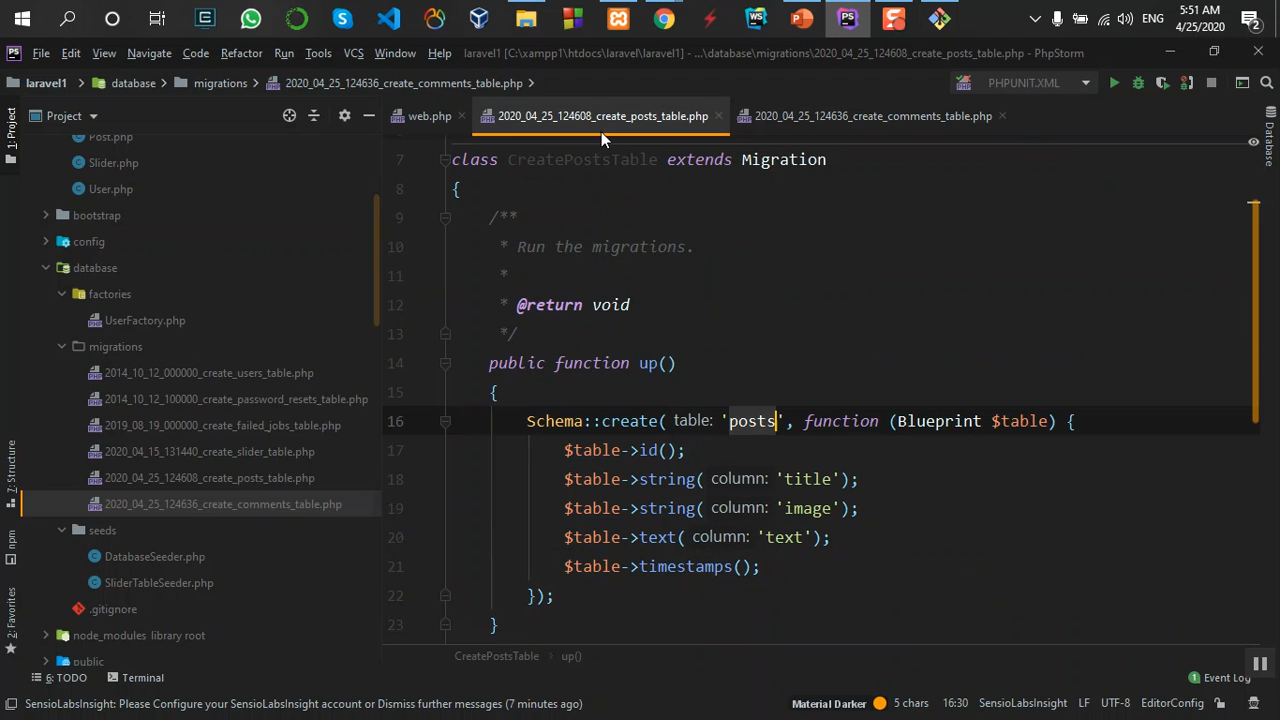 5:51 AM
ENG
4/25/2020
2
File Edit View Navigate Code Refactor Run Tools VCS Window Help laravel1 [C:\xampp1\htdocs\laravel\laravel1] - ...\database\migrations\2020_04_25_124608_create_posts_table.php - PhpStorm
laravel1 database migrations 2020_04_25_124636_create_comments_table.php PHPUNIT.XML
Project web.php 2020_04_25_124608_create_posts_table.php 2020_04_25_124636_create_comments_table.php
1: Project
Database
Post.php
Slider.php
User.php
bootstrap
config
database
factories
UserFactory.php
migrations
2014_10_12_000000_create_users_table.php
2014_10_12_100000_create_password_resets_table.php
2019_08_19_000000_create_failed_jobs_table.php
2020_04_15_131440_create_slider_table.php
2020_04_25_124608_create_posts_table.php
2020_04_25_124636_create_comments_table.php
seeds
DatabaseSeeder.php
SliderTableSeeder.php
.gitignore
node_modules library root
public
7 class CreatePostsTable extends Migration
8 {
9 /**
10 * Run the migrations.
11 *
12 * @return void
13 */
14 public function up()
15 {
16 Schema::create( table: 'posts', function (Blueprint $table) {
17 $table->id();
18 $table->string( column: 'title');
19 $table->string( column: 'image');
20 $table->text( column: 'text');
21 $table->timestamps();
22 });
23 }
Z: Structure
npm
2: Favorites
CreatePostsTable up()
6: TODO Terminal Event Log
SensioLabsInsight: Please Configure your SensioLabsInsight account or Dismiss further messages (7 minutes ago) Material Darker 5 chars 16:30 SensioLabsInsight LF UTF-8 EditorConfig